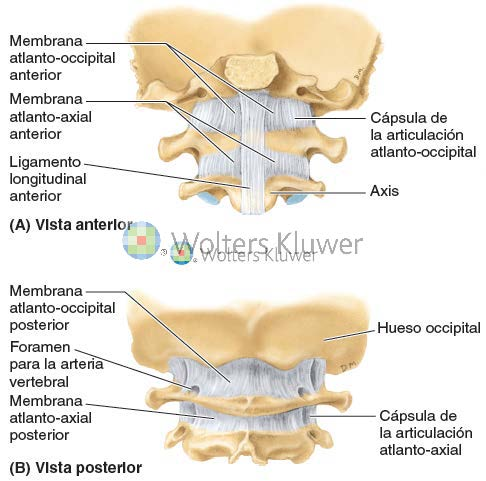 Membrana
atlanto-occipital
anterior
Membrana
atlanto-axial
anterior
Ligamento
longitudinal
anterior
Cápsula de
la articulación
atlanto-occipital
Axis
D.M.
(A) Vista anterior
Wolters Kluwer
®
Wolters Kluwer
Membrana
atlanto-occipital
posterior
Foramen
para la arteria
vertebral
Membrana
atlanto-axial
posterior
Hueso occipital
D.M.
Cápsula de
la articulación
atlanto-axial
(B) Vista posterior